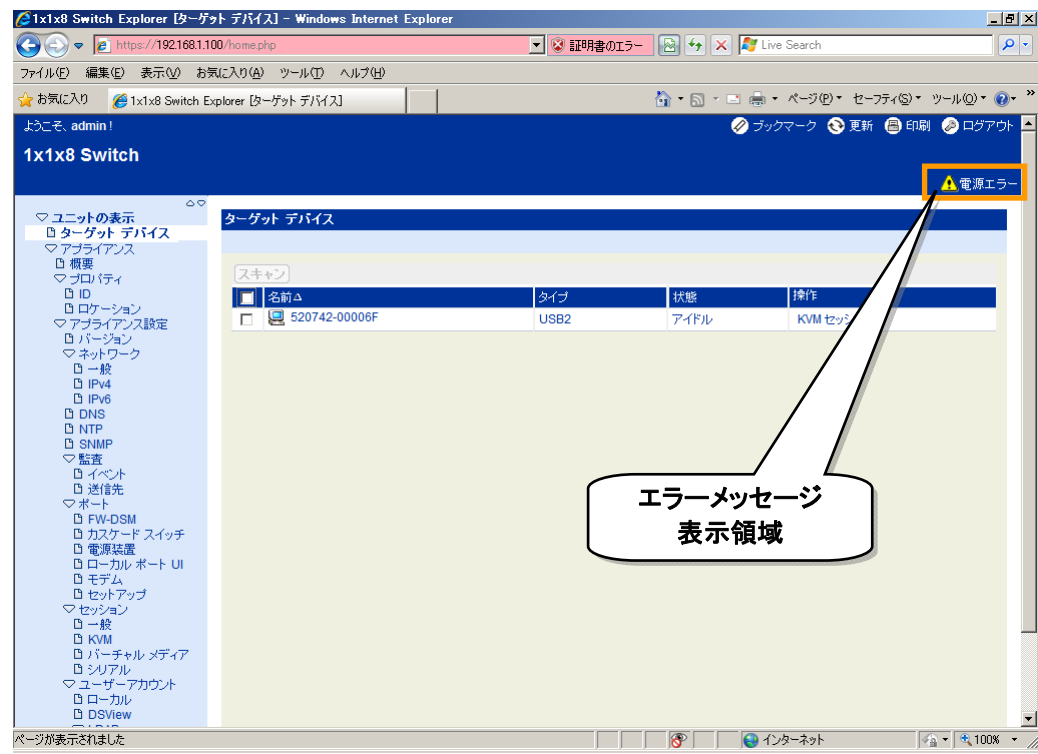 1x1x8 Switch Explorer [ターゲット デバイス] - Windows Internet Explorer
https://192.168.1.100/home.php
証明書のエラー
Live Search
ファイル(F) 編集(E) 表示(V) お気に入り(A) ツール(T) ヘルプ(H)
お気に入り
1x1x8 Switch Explorer [ターゲット デバイス]
ページ(P) セーフティ(S) ツール(O)
ようこそ、admin !
ブックマーク 更新 印刷 ログアウト
1x1x8 Switch
電源エラー
ユニットの表示
ターゲット デバイス
アプライアンス
概要
プロパティ
ID
ロケーション
アプライアンス設定
バージョン
ネットワーク
一般
IPv4
IPv6
DNS
NTP
SNMP
監査
イベント
送信先
ポート
FW-DSM
カスケード スイッチ
電源装置
ローカル ポート UI
モデム
セットアップ
セッション
一般
KVM
バーチャル メディア
シリアル
ユーザーアカウント
ローカル
DSView
ターゲット デバイス
スキャン
名前 タイプ 状態 操作
520742-00006F USB2 アイドル KVM セッシ
エラーメッセージ
表示領域
ページが表示されました
インターネット
100%